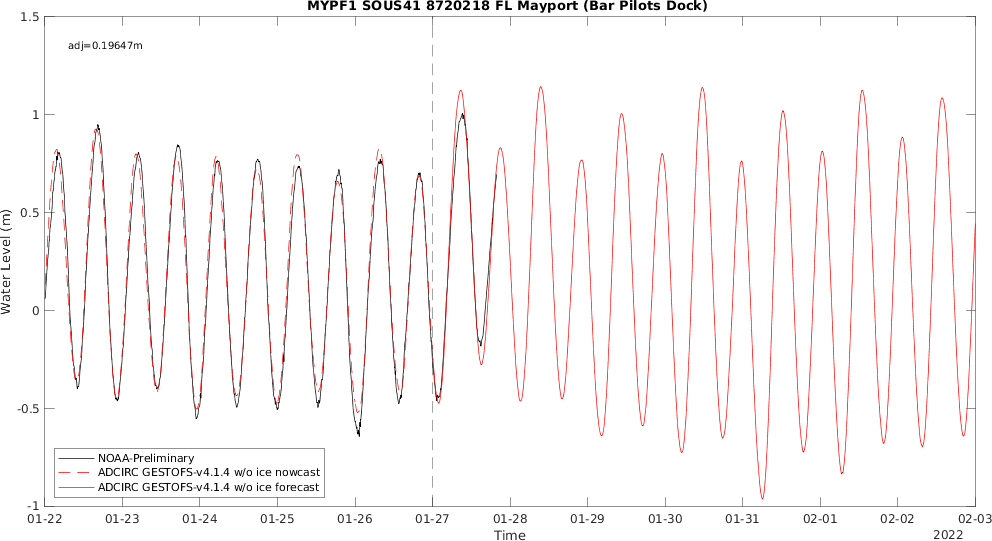 MYPF1 SOUS41 8720218 FL Mayport (Bar Pilots Dock)
1.5
adj=0.19647m
1
0.5
0
-0.5
-1
Water Level (m)
NOAA-Preliminary
ADCIRC GESTOFS-v4.1.4 w/o ice nowcast
ADCIRC GESTOFS-v4.1.4 w/o ice forecast
01-22 01-23 01-24 01-25 01-26 01-27 01-28 01-29 01-30 01-31 02-01 02-02 02-03
Time
2022